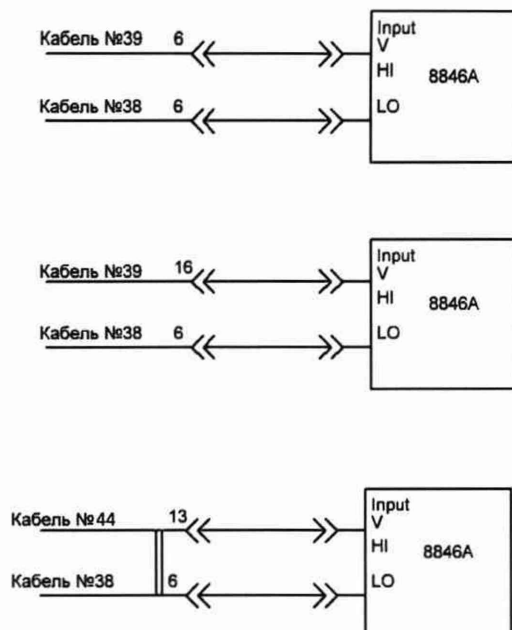 Кабель №39 6 Input
V
HI 8846A
Кабель №38 6 LO
Кабель №39 16 Input
V
HI 8846A
Кабель №38 6 LO
Кабель №44 13 Input
V
HI 8846A
Кабель №38 6 LO